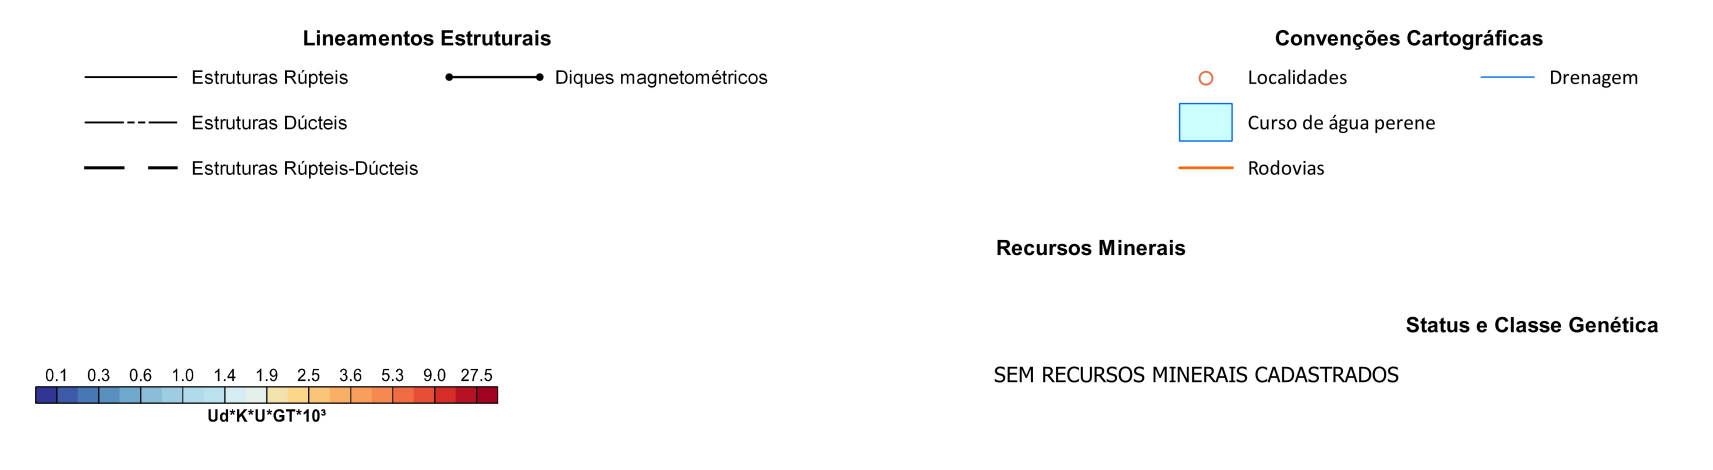 Lineamentos Estruturais
Estruturas Rúpteis
Diques magnetométricos
Estruturas Dúcteis
Estruturas Rúpteis-Dúcteis
Convenções Cartográficas
Localidades
Drenagem
Curso de água perene
Rodovias
Recursos Minerais
Status e Classe Genética
SEM RECURSOS MINERAIS CADASTRADOS
0.1 0.3 0.6 1.0 1.4 1.9 2.5 3.6 5.3 9.0 27.5
Ud*K*U*GT*10³